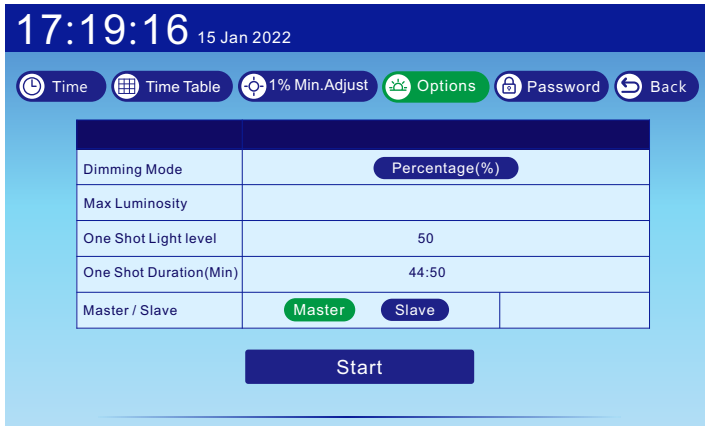 17:19:16 15 Jan 2022
Time Time Table 1% Min.Adjust Options Password Back
Dimming Mode Percentage(%)
Max Luminosity
One Shot Light level 50
One Shot Duration(Min) 44:50
Master / Slave Master Slave
Start